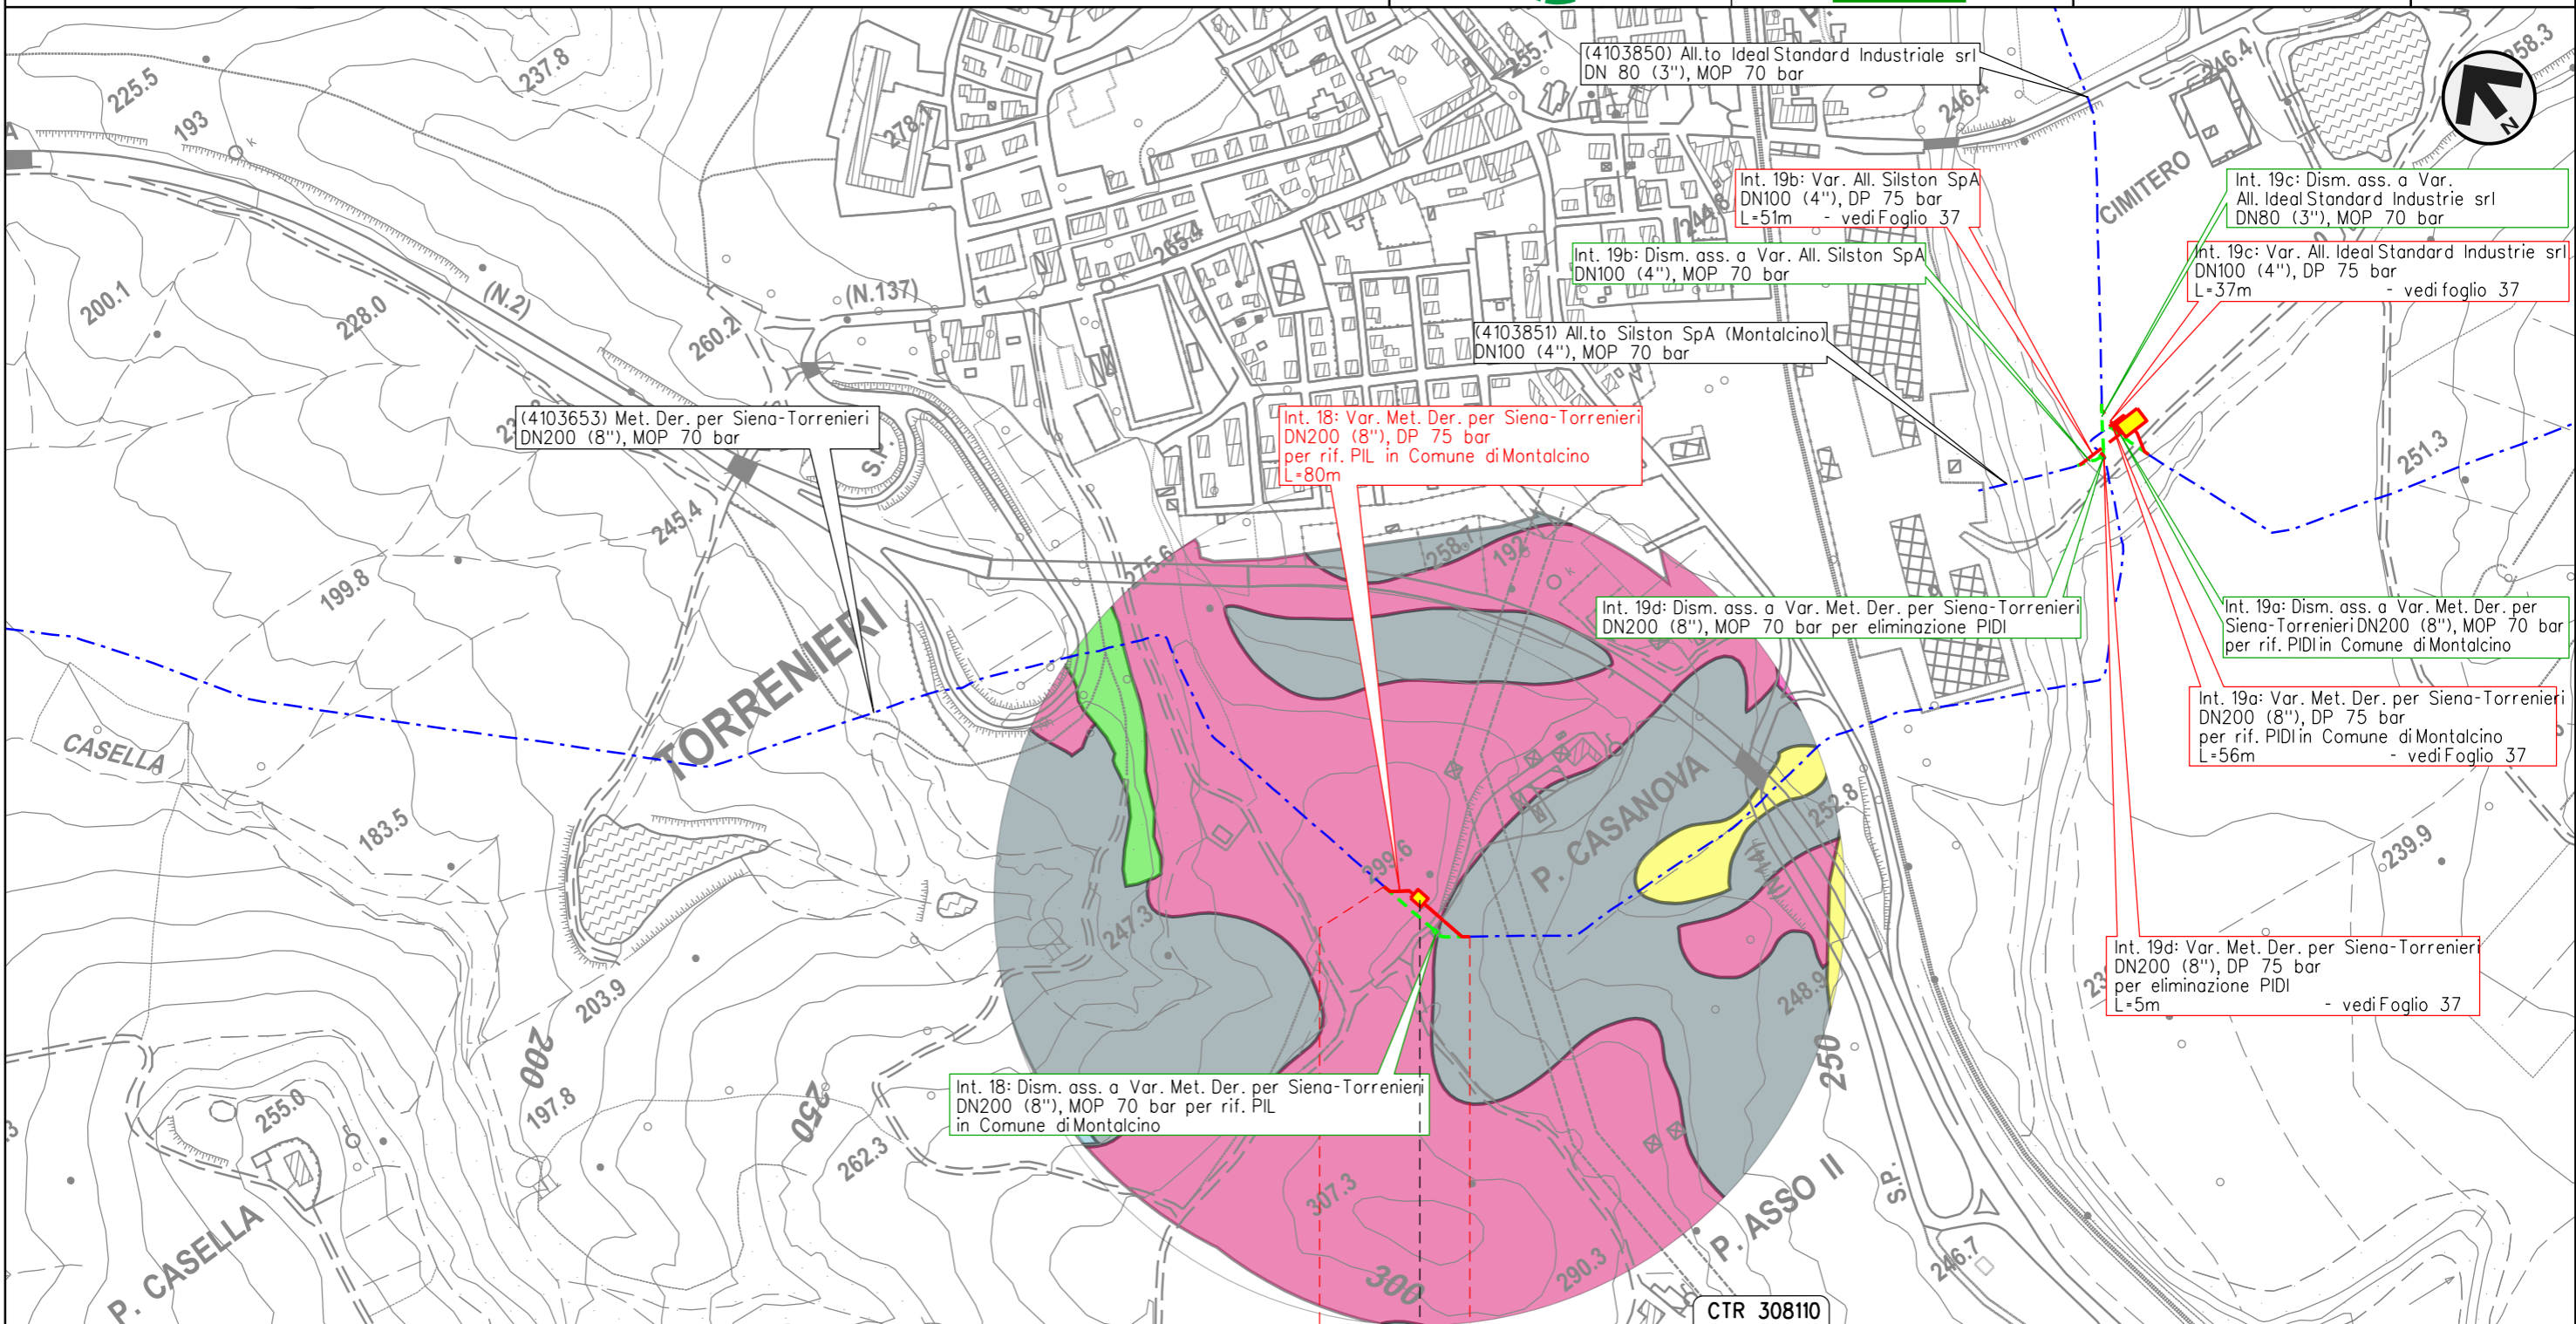 (4103850) All.to Ideal Standard Industriale srl
DN 80 (3"), MOP 70 bar
Int. 19b: Var. All. Silston SpA
DN100 (4"), DP 75 bar
L=51m - vedi Foglio 37
Int. 19c: Dism. ass. a Var.
All. Ideal Standard Industrie srl
DN80 (3"), MOP 70 bar
Int. 19b: Dism. ass. a Var. All. Silston SpA
DN100 (4"), MOP 70 bar
Int. 19c: Var. All. Ideal Standard Industrie srl
DN100 (4"), DP 75 bar
L=37m - vedi foglio 37
(4103851) All.to Silston SpA (Montalcino)
DN100 (4"), MOP 70 bar
(4103653) Met. Der. per Siena-Torrenieri
DN200 (8"), MOP 70 bar
Int. 18: Var. Met. Der. per Siena-Torrenieri
DN200 (8"), DP 75 bar
per rif. PIL in Comune di Montalcino
L=80m
Int. 19d: Dism. ass. a Var. Met. Der. per Siena-Torrenieri
DN200 (8"), MOP 70 bar per eliminazione PIDI
Int. 19a: Dism. ass. a Var. Met. Der. per
Siena-Torrenieri DN200 (8"), MOP 70 bar
per rif. PIDI in Comune di Montalcino
Int. 19a: Var. Met. Der. per Siena-Torrenieri
DN200 (8"), DP 75 bar
per rif. PIDI in Comune di Montalcino
L=56m - vedi Foglio 37
Int. 19d: Var. Met. Der. per Siena-Torrenieri
DN200 (8"), DP 75 bar
per eliminazione PIDI
L=5m - vedi Foglio 37
Int. 18: Dism. ass. a Var. Met. Der. per Siena-Torrenieri
DN200 (8"), MOP 70 bar per rif. PIL
in Comune di Montalcino
CTR 308110
N
225.5
193
237.8
k
278.1
255.7
246.4
246.4
258.3
CIMITERO
200.1
228.0
(N.2)
260.2
(N.137)
265.4
k
244.8
S.P.
245.4
199.8
275.6
258.7
192
k
251.3
TORRENIERI
CASELLA
183.5
299.6
P. CASANOVA
252.8
239.9
247.3
203.9
248.9
200
197.8
250
255.0
262.3
250
307.3
P. CASELLA
300
290.3
P. ASSO II
S.P.
246.7